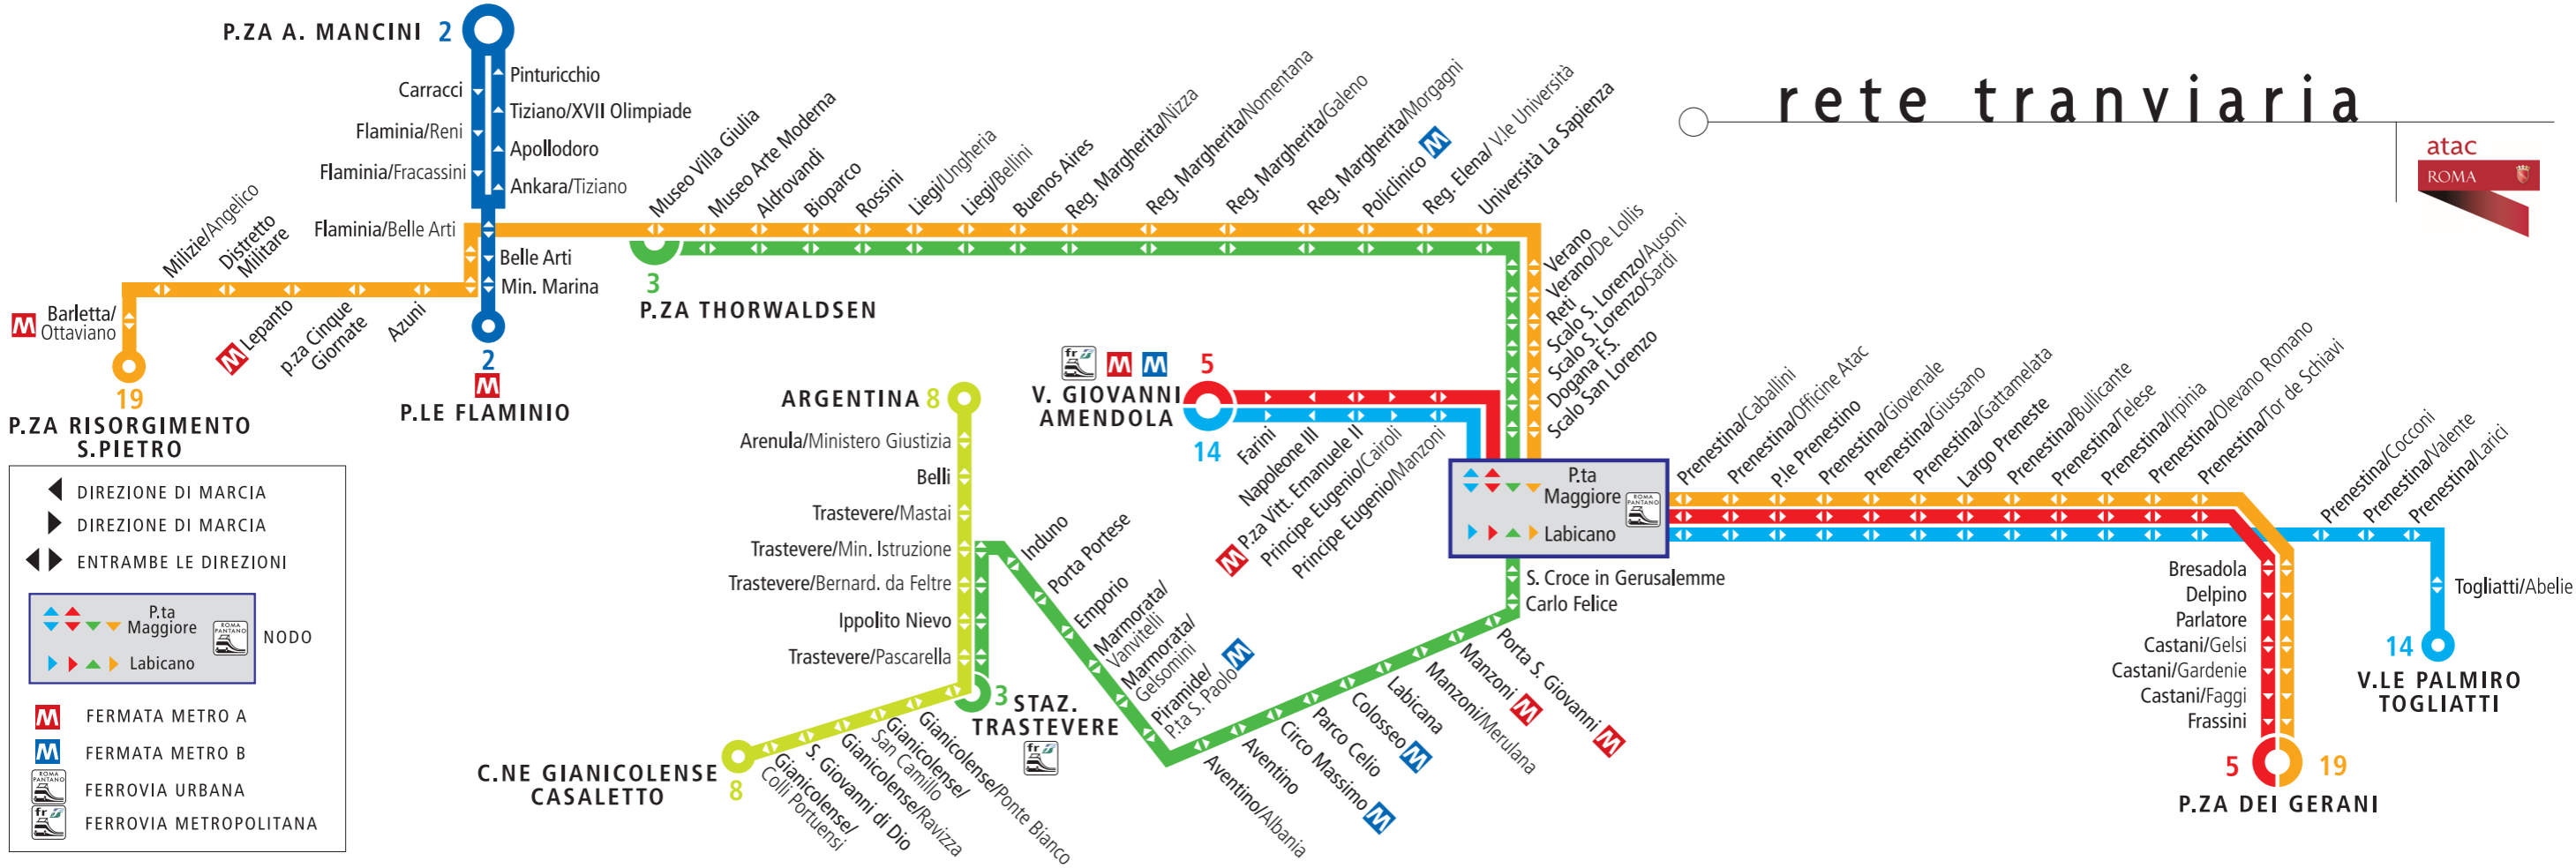 rete tranviaria
atac
ROMA
P.ZA A. MANCINI 2
Carracci
Flaminia/Reni
Flaminia/Fracassini
Flaminia/Belle Arti
Pinturicchio
Tiziano/XVII Olimpiade
Apollodoro
Ankara/Tiziano
Belle Arti
Min. Marina
2
M
P.LE FLAMINIO
Milizie/Angelico
Distretto
Militare
M Barletta/
Ottaviano
M Lepanto
p.za Cinque
Giornate
Azuni
19
P.ZA RISORGIMENTO
S.PIETRO
Museo Villa Giulia
Museo Arte Moderna
Aldrovandi
Bioparco
Rossini
Liegi/Ungheria
Liegi/Bellini
Buenos Aires
Reg. Margherita/Nizza
Reg. Margherita/Nomentana
Reg. Margherita/Galeno
Reg. Margherita/Morgagni
Policlinico M
Reg. Elena/ V.le Università
Università La Sapienza
3
P.ZA THORWALDSEN
Verano
Verano/De Lollis
Reti
Scalo S. Lorenzo/Ausoni
Scalo S. Lorenzo/Sardi
Dogana F.S.
Scalo San Lorenzo
fr M M
5
V. GIOVANNI
AMENDOLA
14
Farini
Napoleone III
M P.za Vitt. Emanuele II
Principe Eugenio/Cairoli
Principe Eugenio/Manzoni
P.ta
Maggiore
ROMA
PANTANO
Labicano
Prenestina/Caballini
Prenestina/Officine Atac
P.le Prenestino
Prenestina/Giovenale
Prenestina/Giussano
Prenestina/Gattamelata
Largo Preneste
Prenestina/Bullicante
Prenestina/Telese
Prenestina/Irpinia
Prenestina/Olevano Romano
Prenestina/Tor de Schiavi
Prenestina/Cocconi
Prenestina/Valente
Prenestina/Larici
Togliatti/Abelie
14
V.LE PALMIRO
TOGLIATTI
Bresadola
Delpino
Parlatore
Castani/Gelsi
Castani/Gardenie
Castani/Faggi
Frassini
5
19
P.ZA DEI GERANI
ARGENTINA 8
Arenula/Ministero Giustizia
Belli
Trastevere/Mastai
Trastevere/Min. Istruzione
Trastevere/Bernard. da Feltre
Ippolito Nievo
Trastevere/Pascarella
3 STAZ.
TRASTEVERE
fr
C.NE GIANICOLENSE
CASALETTO
8
Gianicolense/
Colli Portuensi
S. Giovanni di Dio
Gianicolense/Ravizza
Gianicolense/
San Camillo
Gianicolense/Ponte Bianco
Induno
Porta Portese
Emporio
Marmorata/
Vanvitelli
Marmorata/
Gelsomini
Piramide/
P.ta S. Paolo M
Aventino/Albania
Aventino
Circo Massimo M
Parco Celio
Colosseo M
Labicana
Manzoni/Merulana
Manzoni M
Porta S. Giovanni M
S. Croce in Gerusalemme
Carlo Felice
DIREZIONE DI MARCIA
DIREZIONE DI MARCIA
ENTRAMBE LE DIREZIONI
P.ta
Maggiore
ROMA
PANTANO
Labicano
NODO
M FERMATA METRO A
M FERMATA METRO B
ROMA
PANTANO
FERROVIA URBANA
fr
FERROVIA METROPOLITANA